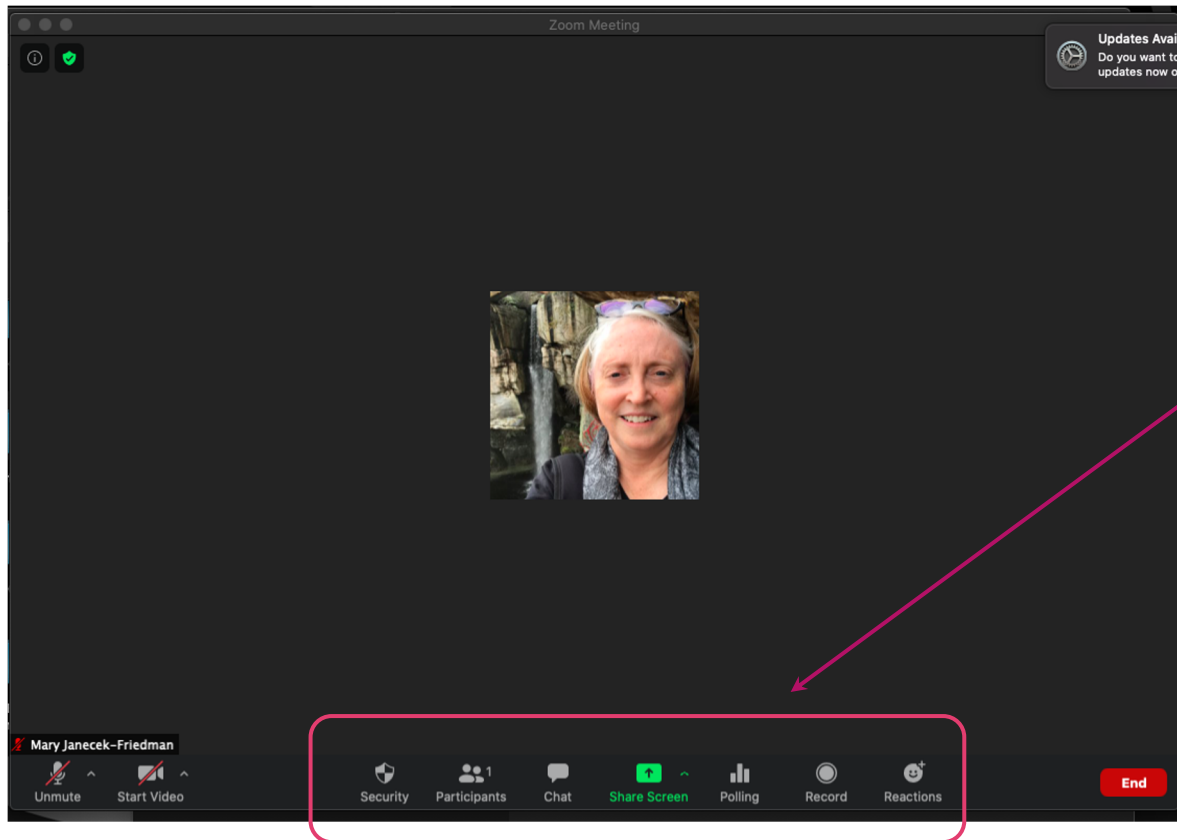 Zoom Meeting
Updates Avai
Do you want to
updates now o
Mary Janecek-Friedman
Unmute
Start Video
Security
1
Participants
Chat
Share Screen
Polling
Record
Reactions
End